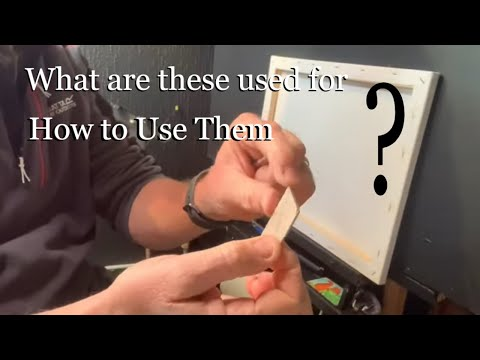 What are these used for
How to Use Them
?